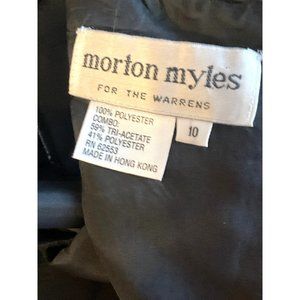 morton myles
FOR THE WARRENS
10
100% POLYESTER
COMBO:
59% TRI-ACETATE
41% POLYESTER
RN 62553
MADE IN HONG KONG